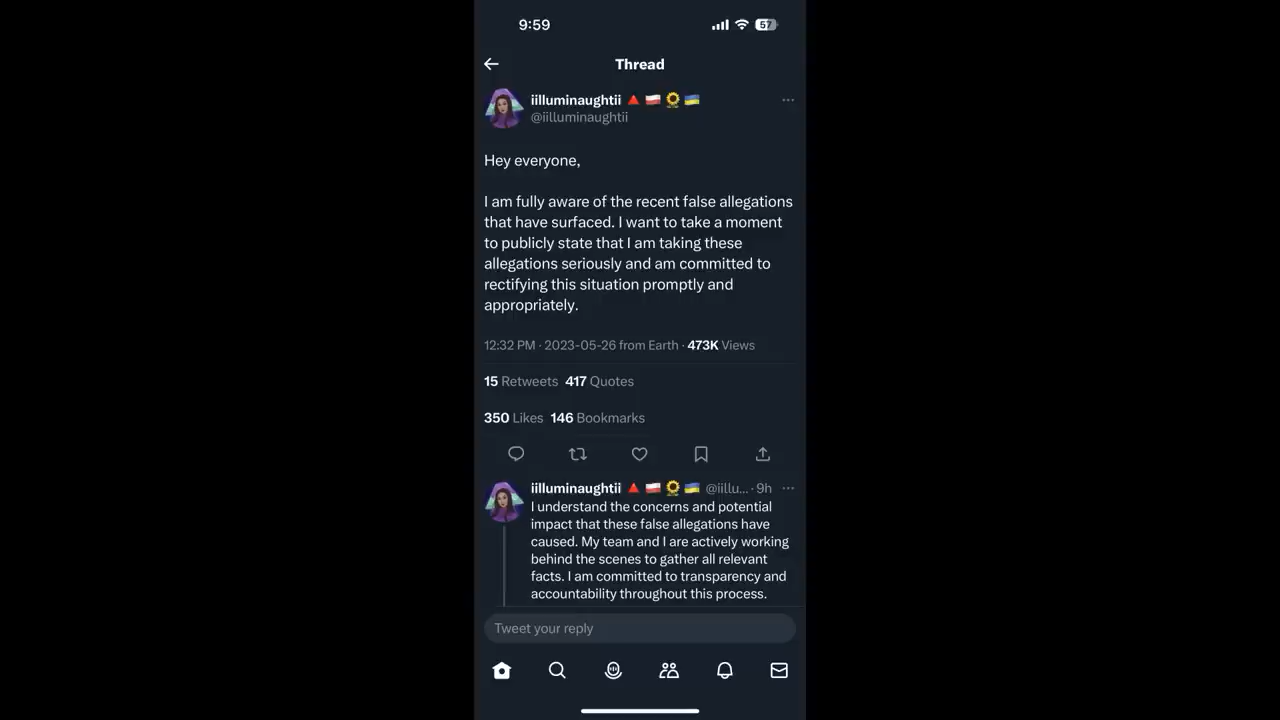 9:59
57
Thread
iilluminaughtii 🔺 🇵🇱 🌻 🇺🇦
@iilluminaughtii
Hey everyone,
I am fully aware of the recent false allegations
that have surfaced. I want to take a moment
to publicly state that I am taking these
allegations seriously and am committed to
rectifying this situation promptly and
appropriately.
12:32 PM · 2023-05-26 from Earth · 473K Views
15 Retweets 417 Quotes
350 Likes 146 Bookmarks
iilluminaughtii 🔺 🇵🇱 🌻 🇺🇦 @iillu... · 9h
I understand the concerns and potential
impact that these false allegations have
caused. My team and I are actively working
behind the scenes to gather all relevant
facts. I am committed to transparency and
accountability throughout this process.
Tweet your reply